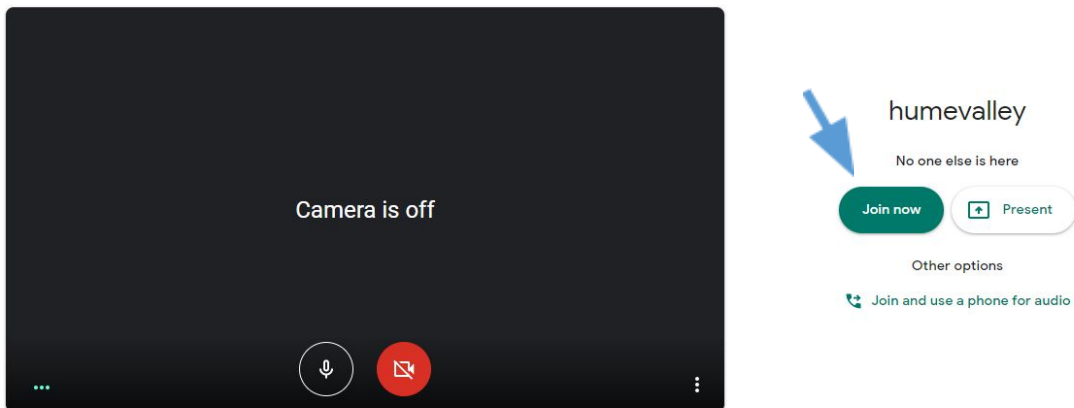 Camera is off
humevalley
No one else is here
Join now
Present
Other options
Join and use a phone for audio